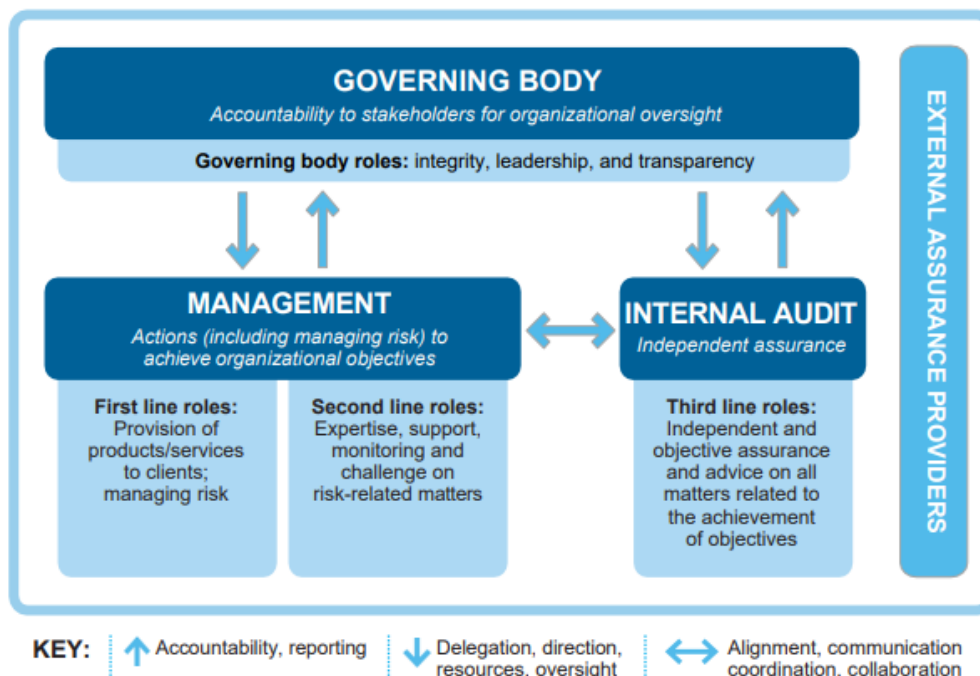 GOVERNING BODY
Accountability to stakeholders for organizational oversight
Governing body roles: integrity, leadership, and transparency
MANAGEMENT
Actions (including managing risk) to
achieve organizational objectives
First line roles:
Provision of
products/services
to clients;
managing risk
Second line roles:
Expertise, support,
monitoring and
challenge on
risk-related matters
INTERNAL AUDIT
Independent assurance
Third line roles:
Independent and
objective assurance
and advice on all
matters related to
the achievement
of objectives
EXTERNAL ASSURANCE PROVIDERS
KEY:
Accountability, reporting
Delegation, direction,
resources, oversight
Alignment, communication
coordination, collaboration